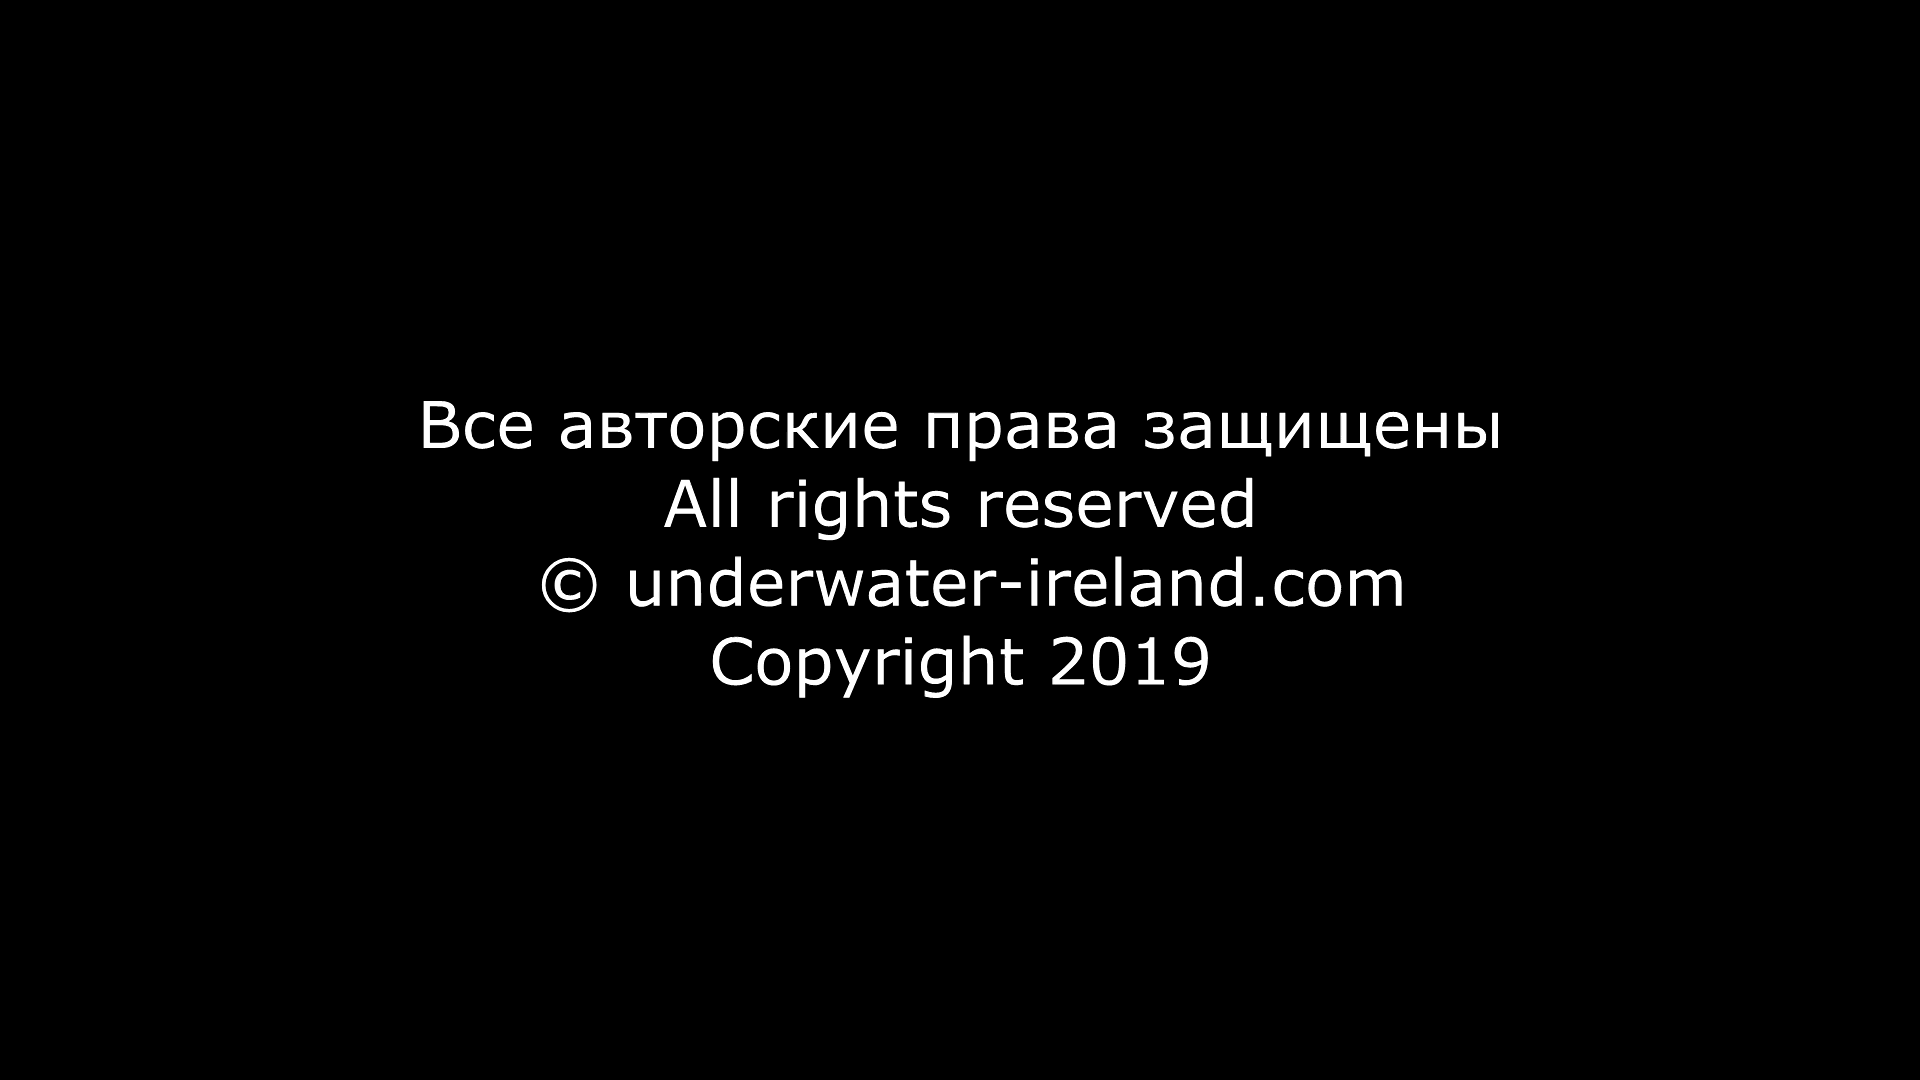 Все авторские права защищены
All rights reserved
© underwater-ireland.com
Copyright 2019